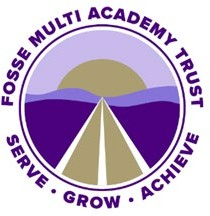 FOSSE MULTI ACADEMY TRUST
SERVE • GROW • ACHIEVE